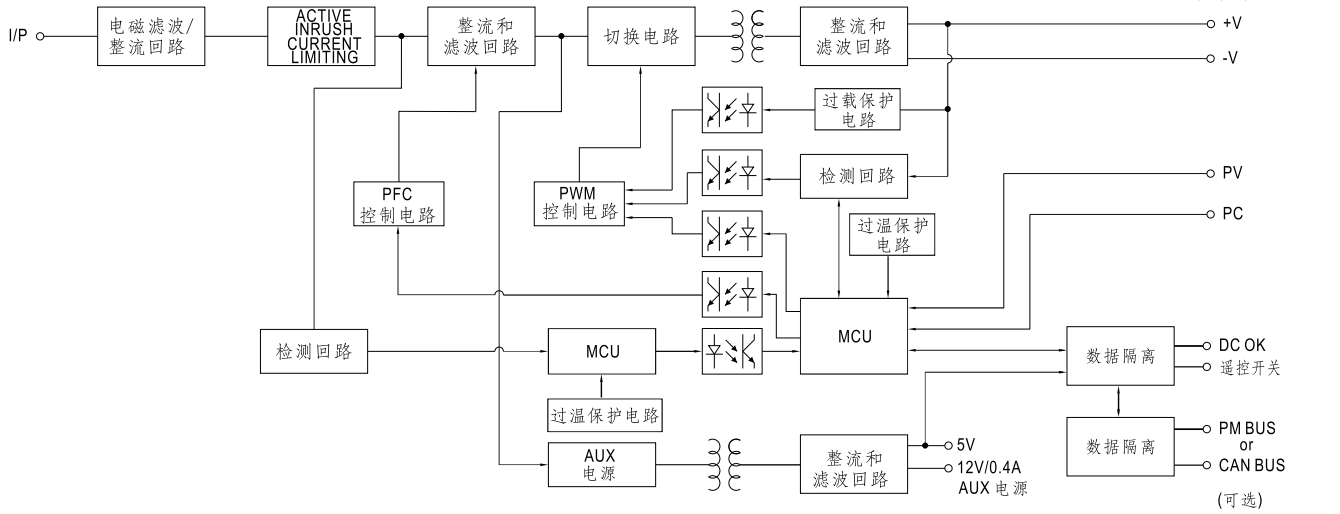 I/P
电磁滤波/
整流回路
ACTIVE
INRUSH
CURRENT
LIMITING
整流和
滤波回路
切换电路
整流和
滤波回路
+V
-V
过载保护
电路
检测回路
PV
PFC
控制电路
PWM
控制电路
过温保护
电路
PC
MCU
检测回路
MCU
数据隔离
DC OK
遥控开关
过温保护电路
数据隔离
PM BUS
or
CAN BUS
(可选)
AUX
电源
整流和
滤波回路
5V
12V/0.4A
AUX 电源